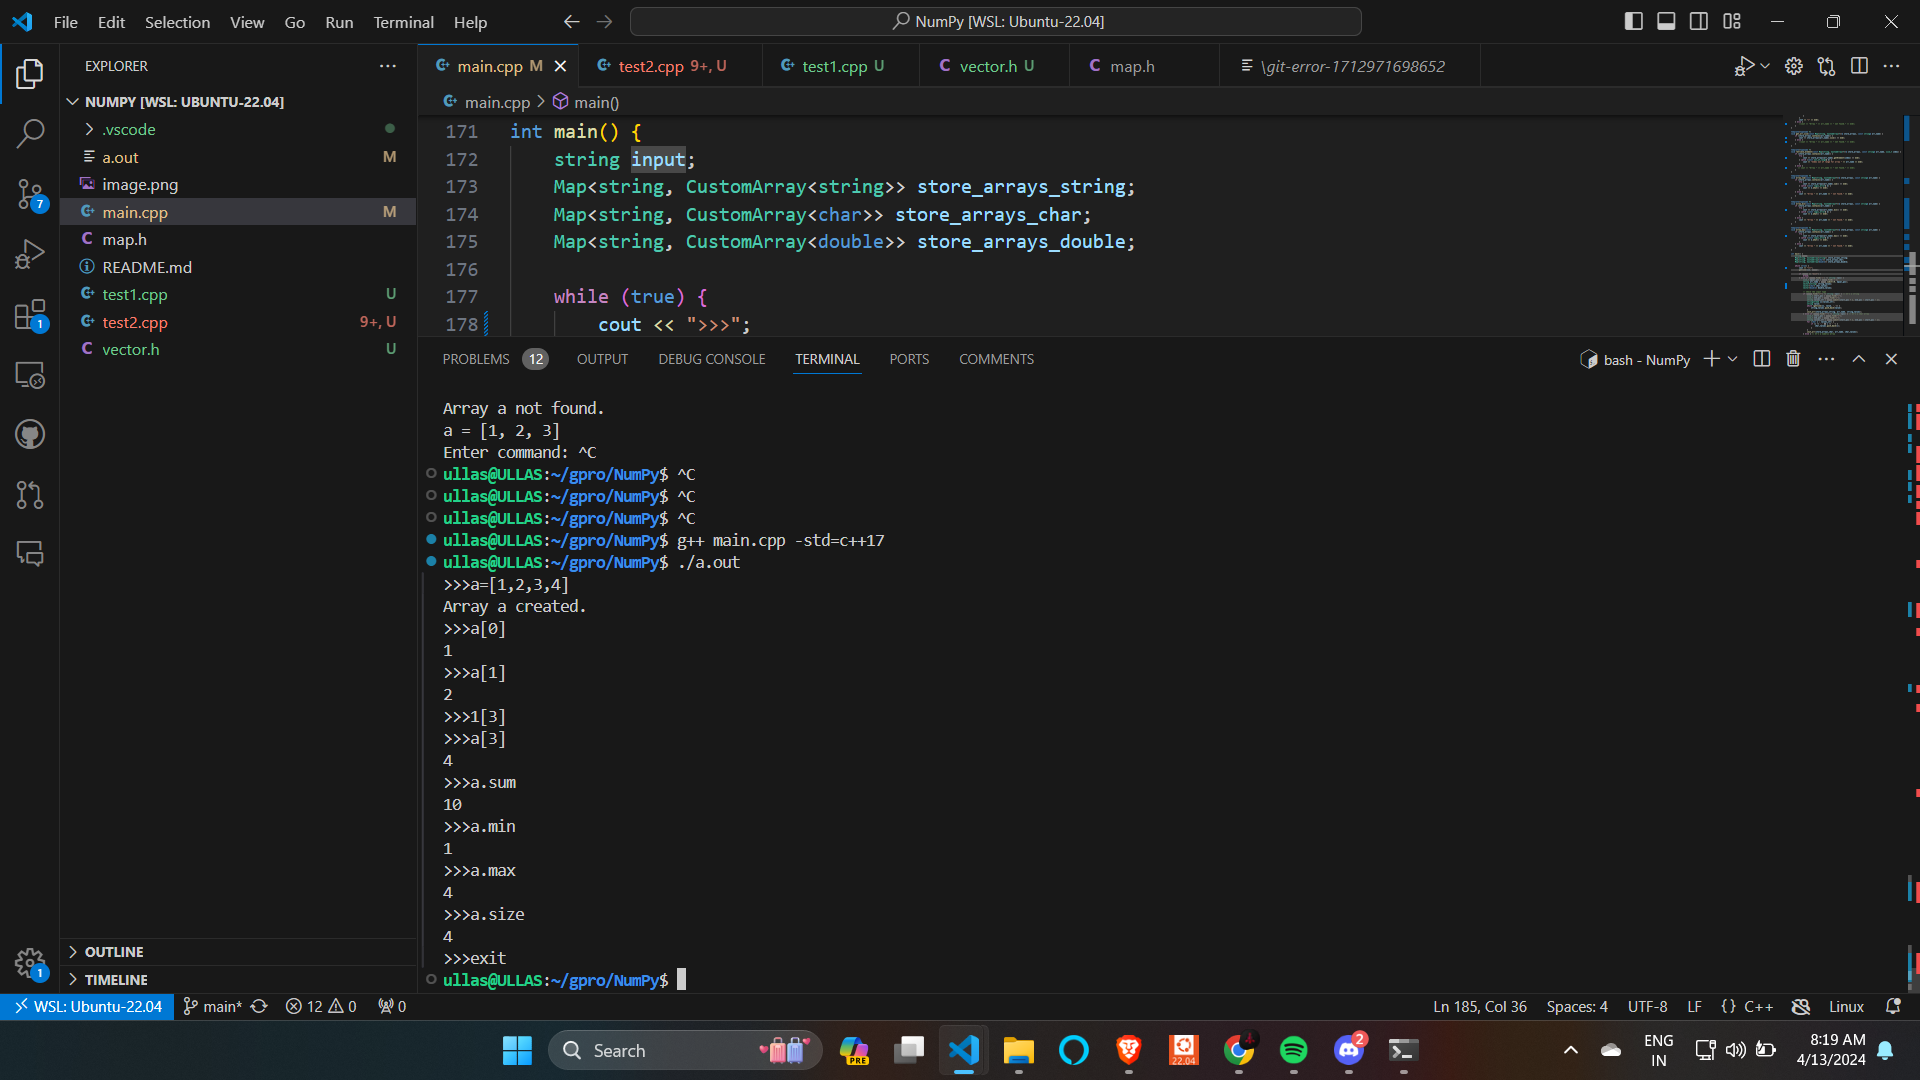 File Edit Selection View Go Run Terminal Help
NumPy [WSL: Ubuntu-22.04]
EXPLORER
NUMPY [WSL: UBUNTU-22.04]
.vscode
a.out M
image.png
main.cpp M
map.h
README.md
test1.cpp U
test2.cpp 9+, U
vector.h U
OUTLINE
TIMELINE
7
1
1
main.cpp M
test2.cpp 9+, U
test1.cpp U
vector.h U
map.h
\git-error-1712971698652
main.cpp > main()
171 int main() {
172 string input;
173 Map<string, CustomArray<string>> store_arrays_string;
174 Map<string, CustomArray<char>> store_arrays_char;
175 Map<string, CustomArray<double>> store_arrays_double;
176
177 while (true) {
178 cout << ">>>";
PROBLEMS 12 OUTPUT DEBUG CONSOLE TERMINAL PORTS COMMENTS
bash - NumPy
Array a not found.
a = [1, 2, 3]
Enter command: ^C
ullas@ULLAS:~/gpro/NumPy$ ^C
ullas@ULLAS:~/gpro/NumPy$ ^C
ullas@ULLAS:~/gpro/NumPy$ ^C
ullas@ULLAS:~/gpro/NumPy$ g++ main.cpp -std=c++17
ullas@ULLAS:~/gpro/NumPy$ ./a.out
>>>a=[1,2,3,4]
Array a created.
>>>a[0]
1
>>>a[1]
2
>>>1[3]
>>>a[3]
4
>>>a.sum
10
>>>a.min
1
>>>a.max
4
>>>a.size
4
>>>exit
ullas@ULLAS:~/gpro/NumPy$
WSL: Ubuntu-22.04 main* 12 0 0
Ln 185, Col 36 Spaces: 4 UTF-8 LF {} C++ Linux
Search
PRE
22.04
2
ENG
IN
8:19 AM
4/13/2024